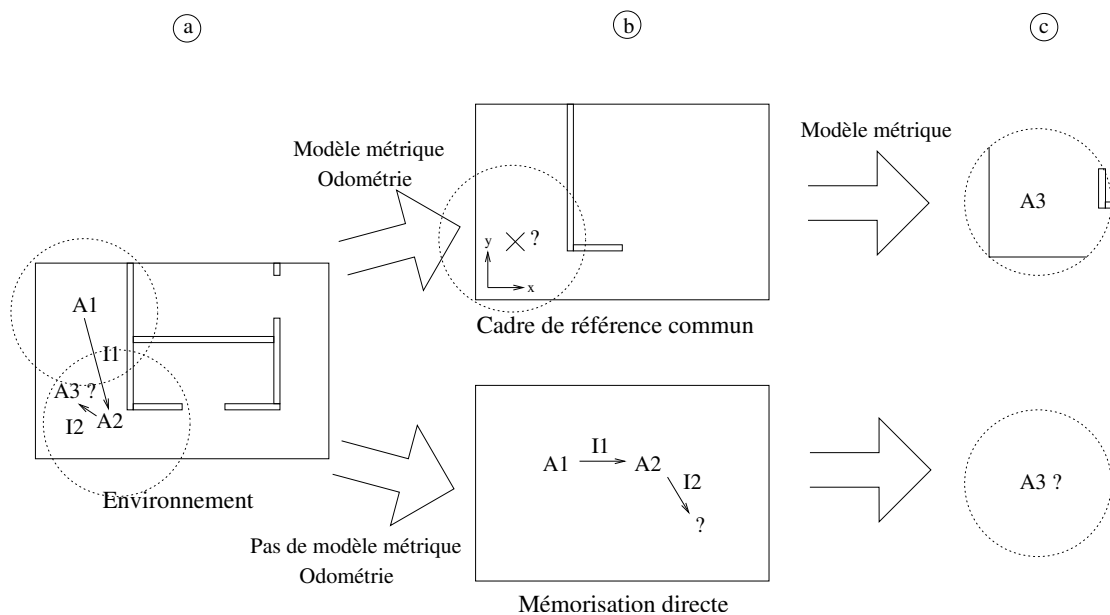 a
b
c
Modèle métrique
Odométrie
Modèle métrique
A3
y
?
x
Cadre de référence commun
A1
I1
A3 ?
I2
A2
Environnement
Pas de modèle métrique
Odométrie
A1
I1
A2
I2
?
A3 ?
Mémorisation directe